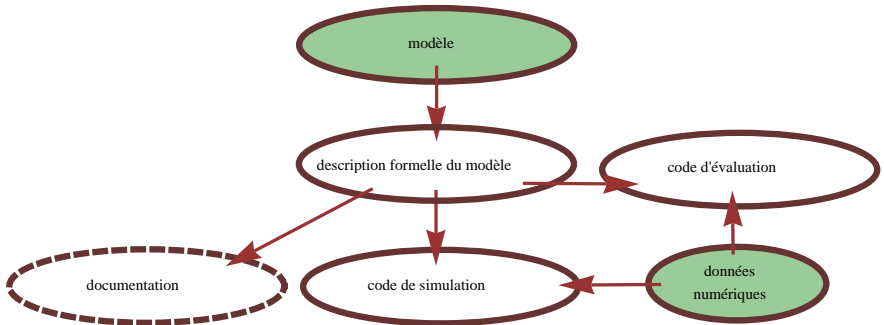 modèle
description formelle du modèle
code d'évaluation
documentation
code de simulation
données
numériques